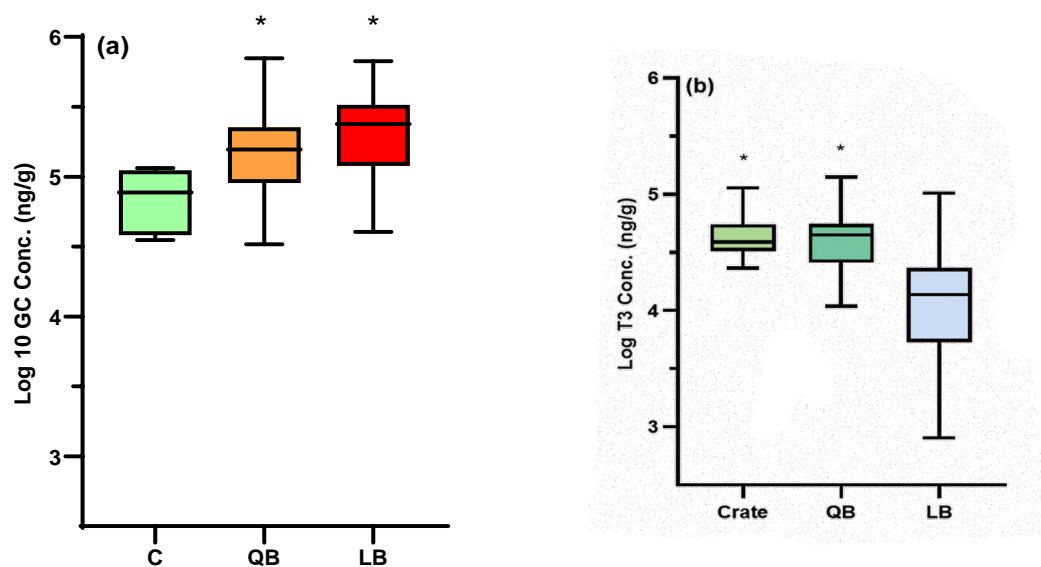 (a)
*
*
6
5
4
3
Log 10 GC Conc. (ng/g)
C
QB
LB
(b)
*
*
6
5
4
3
Log T3 Conc. (ng/g)
Crate
QB
LB